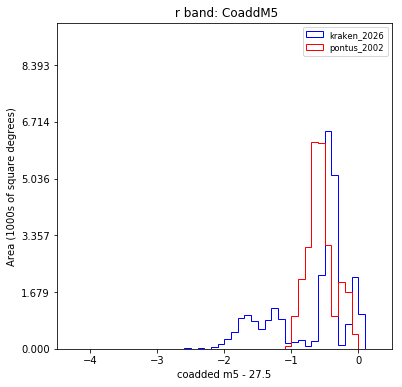 r band: CoaddM5
kraken_2026
pontus_2002
8.393
6.714
5.036
3.357
1.679
0.000
Area (1000s of square degrees)
−4
−3
−2
−1
0
coadded m5 - 27.5